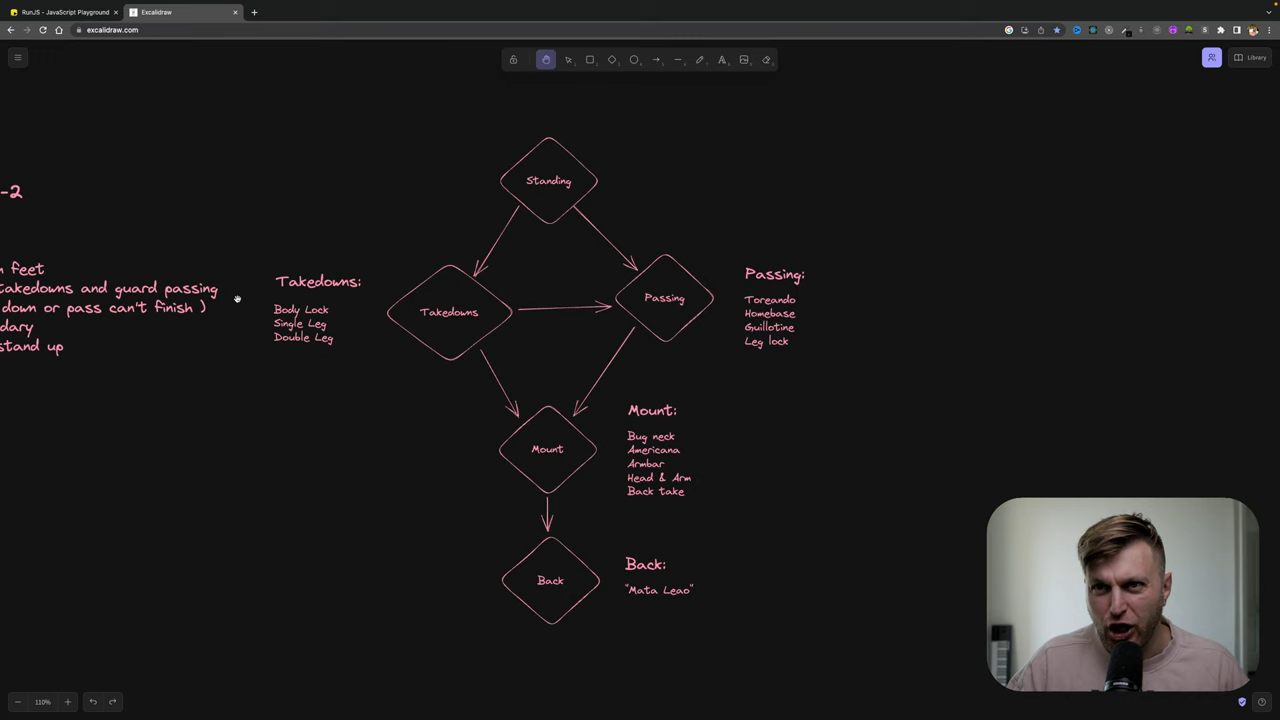 RunJS - JavaScript Playground
Excalidraw
excalidraw.com
Library
-2
feet
takedowns and guard passing
down or pass can't finish )
dary
stand up
Standing
Takedowns:
Body Lock
Single Leg
Double Leg
Takedowns
Passing
Passing:
Toreando
Homebase
Guillotine
Leg lock
Mount
Mount:
Bug neck
Americana
Armbar
Head & Arm
Back take
Back
Back:
"Mata Leao"
110%